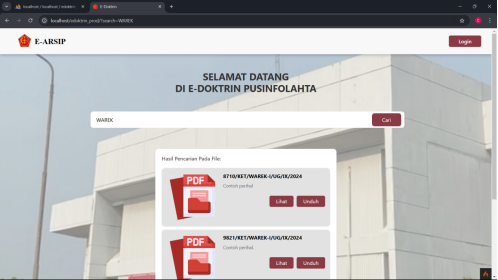 localhost / localhost / edoktrin
E-Doktrin
localhost/edoktrin_prod/?search=WAREK
E-ARSIP
Login
SELAMAT DATANG
DI E-DOKTRIN PUSINFOLAHTA
WAREK
Cari
Hasil Pencarian Pada File:
PDF
8710/KET/WAREK-I/UG/IX/2024
Contoh perihal
Lihat
Unduh
PDF
9821/KET/WAREK-I/UG/IX/2024
Contoh perihal
Lihat
Unduh